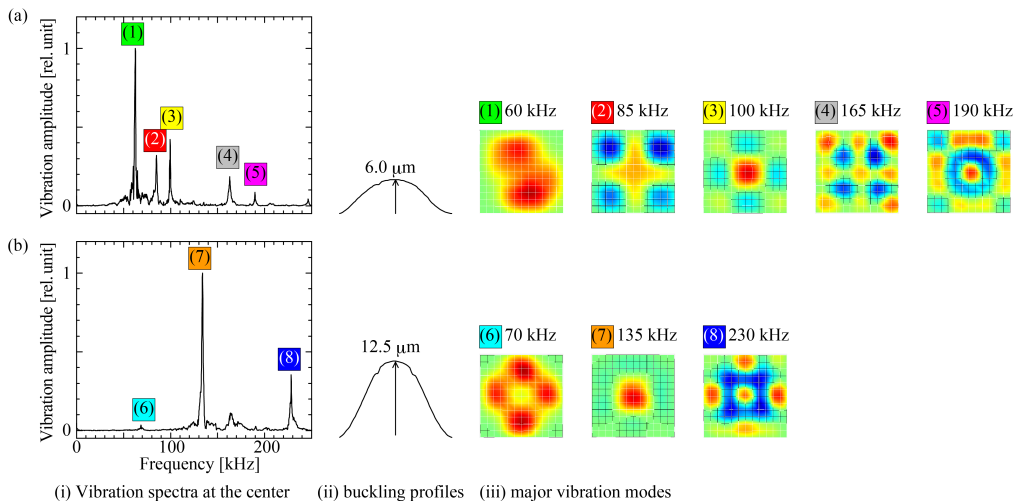 (a)
Vibration amplitude [rel. unit]
1
0
(1)
(2)
(3)
(4)
(5)
6.0 μm
(1) 60 kHz
(2) 85 kHz
(3) 100 kHz
(4) 165 kHz
(5) 190 kHz
(b)
Vibration amplitude [rel. unit]
1
0
(6)
(7)
(8)
0 100 200
Frequency [kHz]
12.5 μm
(6) 70 kHz
(7) 135 kHz
(8) 230 kHz
(i) Vibration spectra at the center
(ii) buckling profiles
(iii) major vibration modes